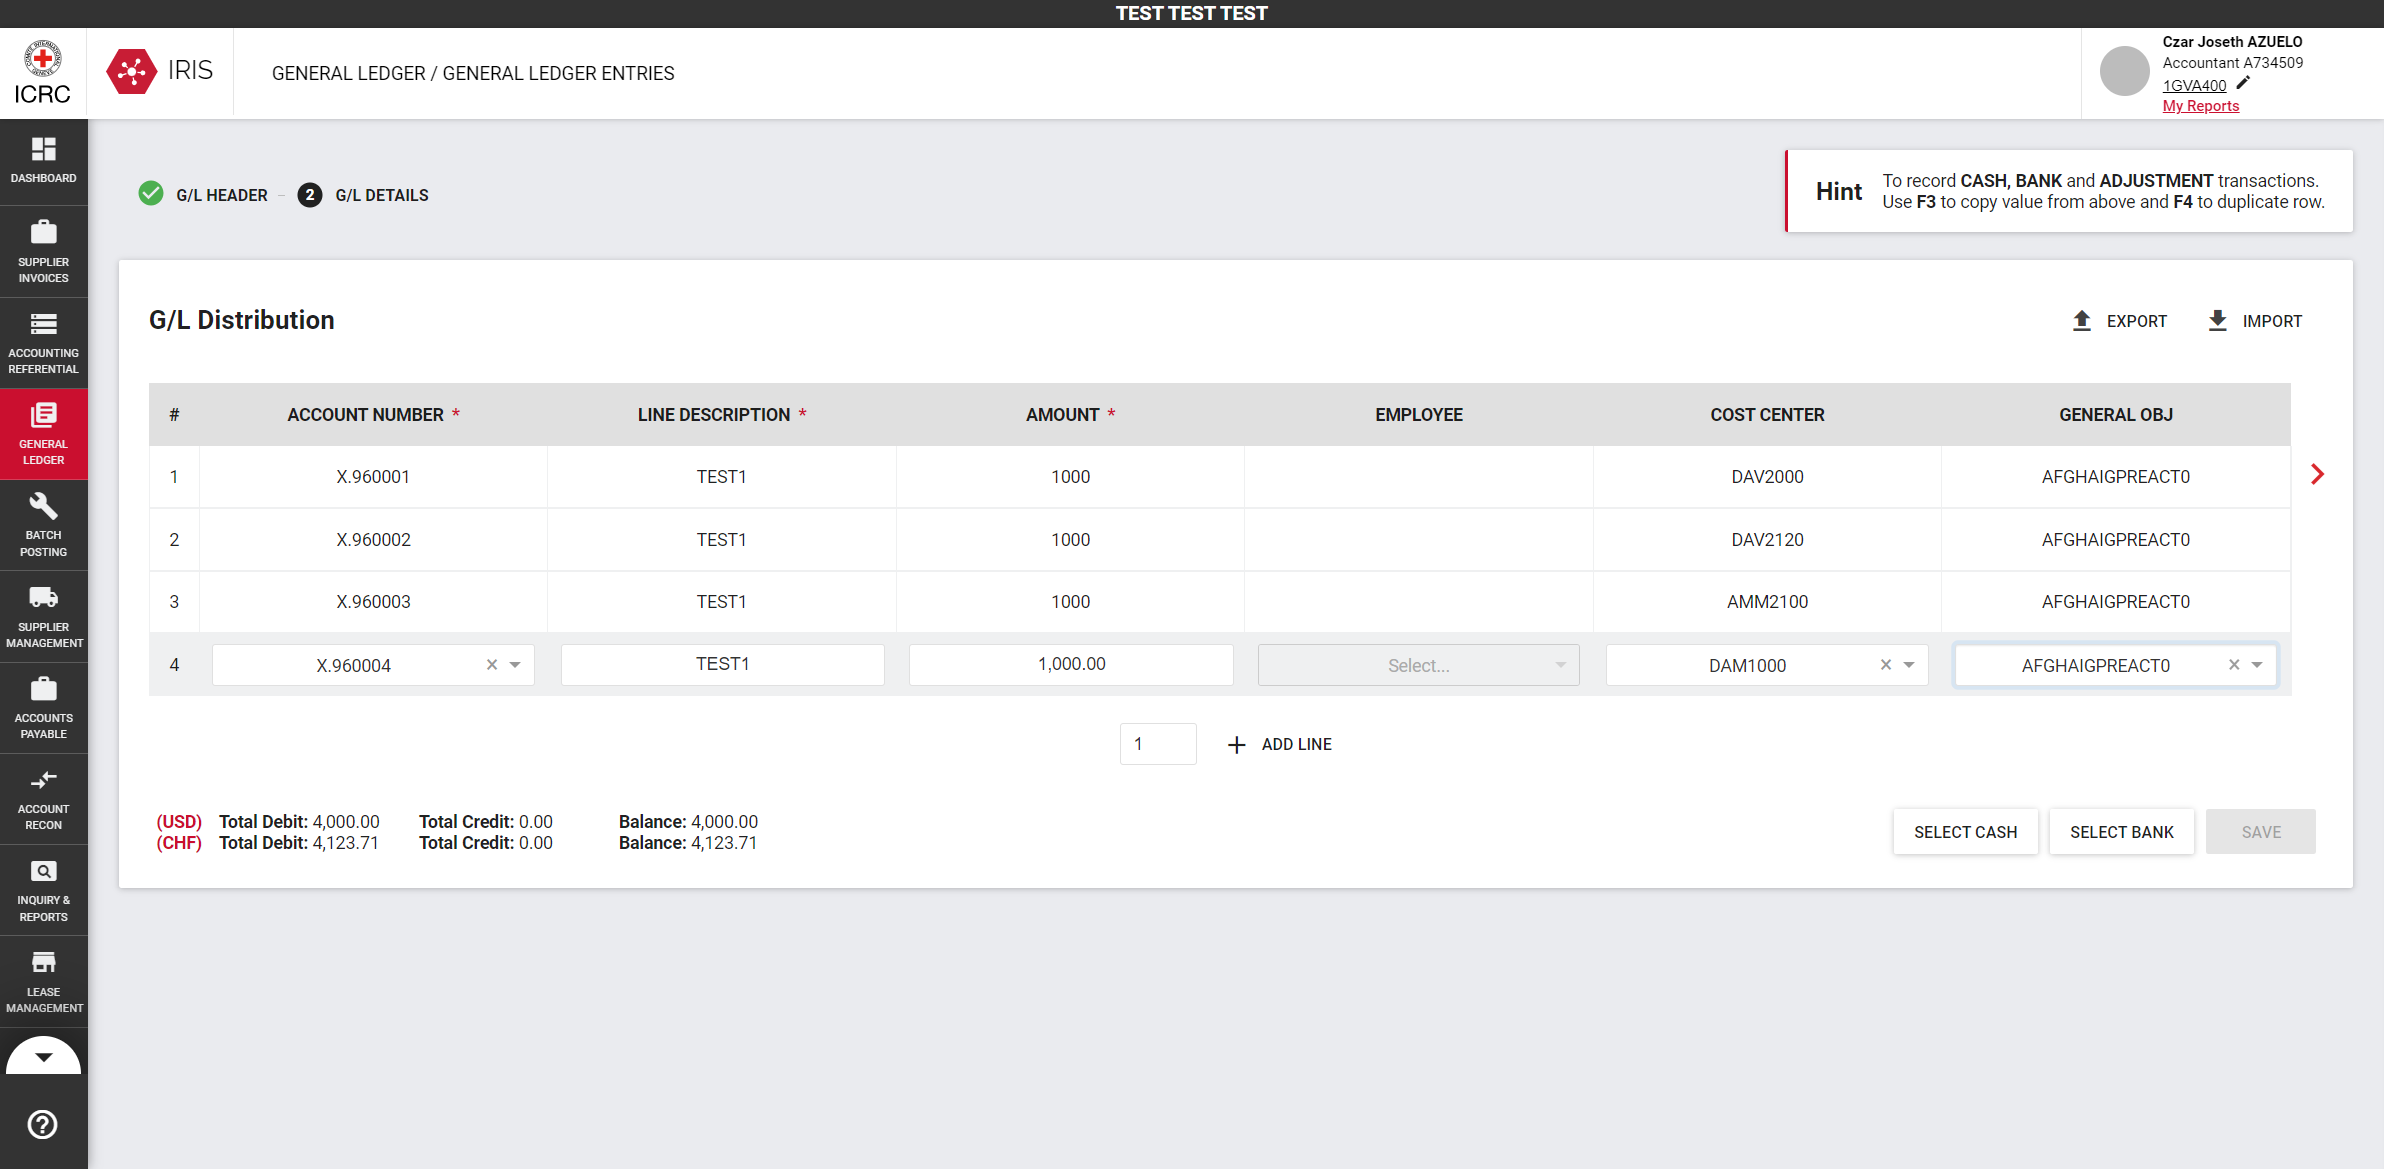 TEST TEST TEST
ICRC
IRIS
GENERAL LEDGER / GENERAL LEDGER ENTRIES
Czar Joseth AZUELO
Accountant A734509
1GVA400
My Reports
DASHBOARD
SUPPLIER
INVOICES
ACCOUNTING
REFERENTIAL
GENERAL
LEDGER
BATCH
POSTING
SUPPLIER
MANAGEMENT
ACCOUNTS
PAYABLE
ACCOUNT
RECON
INQUIRY &
REPORTS
LEASE
MANAGEMENT
G/L HEADER – 2 G/L DETAILS
Hint
To record CASH, BANK and ADJUSTMENT transactions.
Use F3 to copy value from above and F4 to duplicate row.
G/L Distribution
EXPORT IMPORT
# ACCOUNT NUMBER * LINE DESCRIPTION * AMOUNT * EMPLOYEE COST CENTER GENERAL OBJ
1 X.960001 TEST1 1000 DAV2000 AFGHAIGPREACT0
2 X.960002 TEST1 1000 DAV2120 AFGHAIGPREACT0
3 X.960003 TEST1 1000 AMM2100 AFGHAIGPREACT0
4 X.960004 TEST1 1,000.00 Select... DAM1000 AFGHAIGPREACT0
1 ADD LINE
(USD) Total Debit: 4,000.00 Total Credit: 0.00 Balance: 4,000.00
(CHF) Total Debit: 4,123.71 Total Credit: 0.00 Balance: 4,123.71
SELECT CASH SELECT BANK SAVE